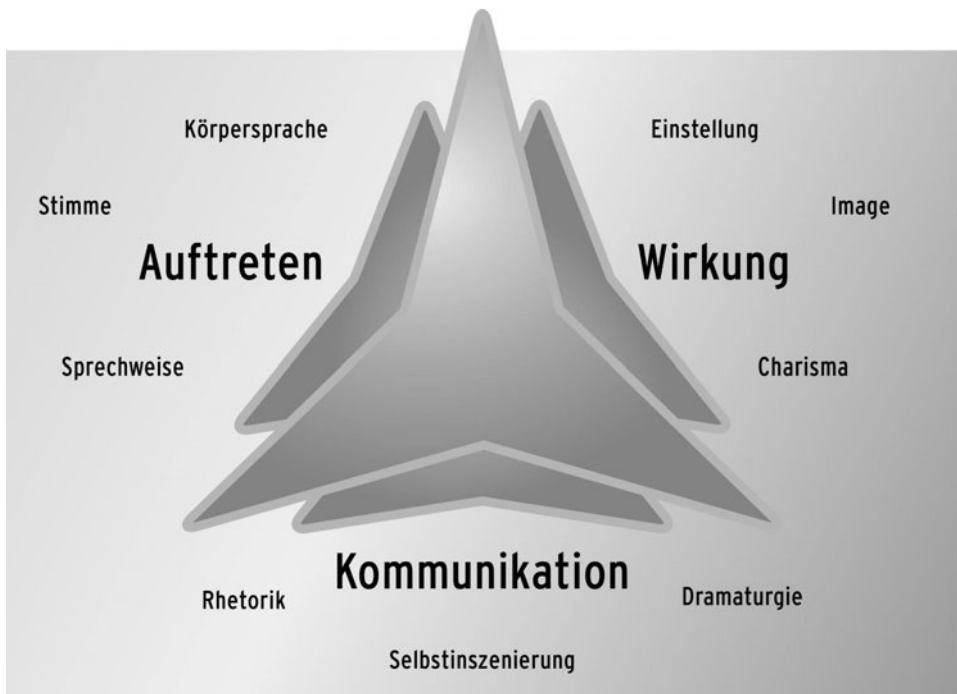 Körpersprache
Stimme
Auftreten
Sprechweise
Einstellung
Image
Wirkung
Charisma
Kommunikation
Rhetorik
Dramaturgie
Selbstinszenierung